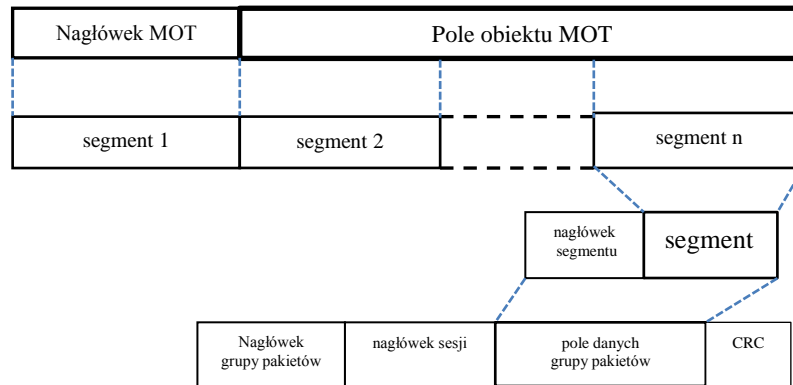 Nagłówek MOT
Pole obiektu MOT
segment 1
segment 2
segment n
nagłówek
segmentu
segment
Nagłówek
grupy pakietów
nagłówek sesji
pole danych
grupy pakietów
CRC